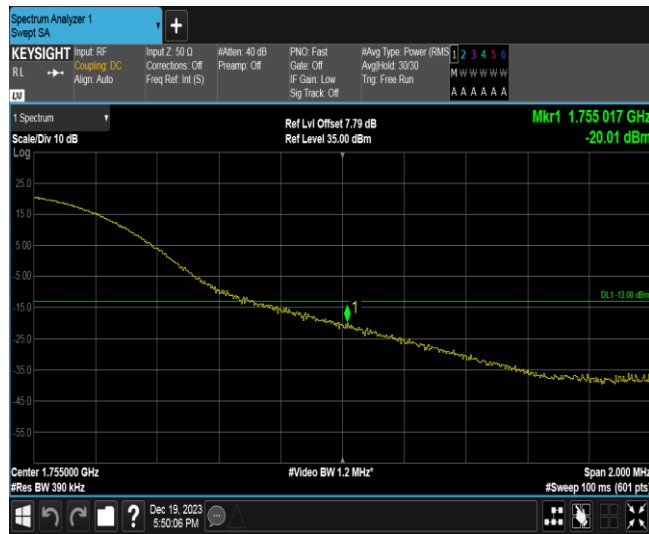 Spectrum Analyzer 1
Swept SA
+
KEYSIGHT
RL
LXI
Input: RF
Coupling: DC
Align: Auto
Input Z: 50 Ω
Corrections: Off
Freq Ref: Int (S)
#Atten: 40 dB
Preamp: Off
PNO: Fast
Gate: Off
IF Gain: Low
Sig Track: Off
#Avg Type: Power (RMS
Avg|Hold: 30/30
Trig: Free Run
1 2 3 4 5 6
M W W W W W
A A A A A A
1 Spectrum
Scale/Div 10 dB
Log
Ref Lvl Offset 7.79 dB
Ref Level 35.00 dBm
Mkr1 1.755 017 GHz
-20.01 dBm
25.0
15.0
5.00
-5.00
-15.0
-25.0
-35.0
-45.0
-55.0
DL1 -13.00 dBm
1
Center 1.755000 GHz
#Res BW 390 kHz
#Video BW 1.2 MHz*
Span 2.000 MHz
#Sweep 100 ms (601 pts)
?
Dec 19, 2023
5:50:06 PM